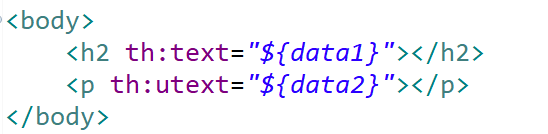 <body>
    <h2 th:text="${data1}"></h2>
    <p th:utext="${data2}"></p>
</body>